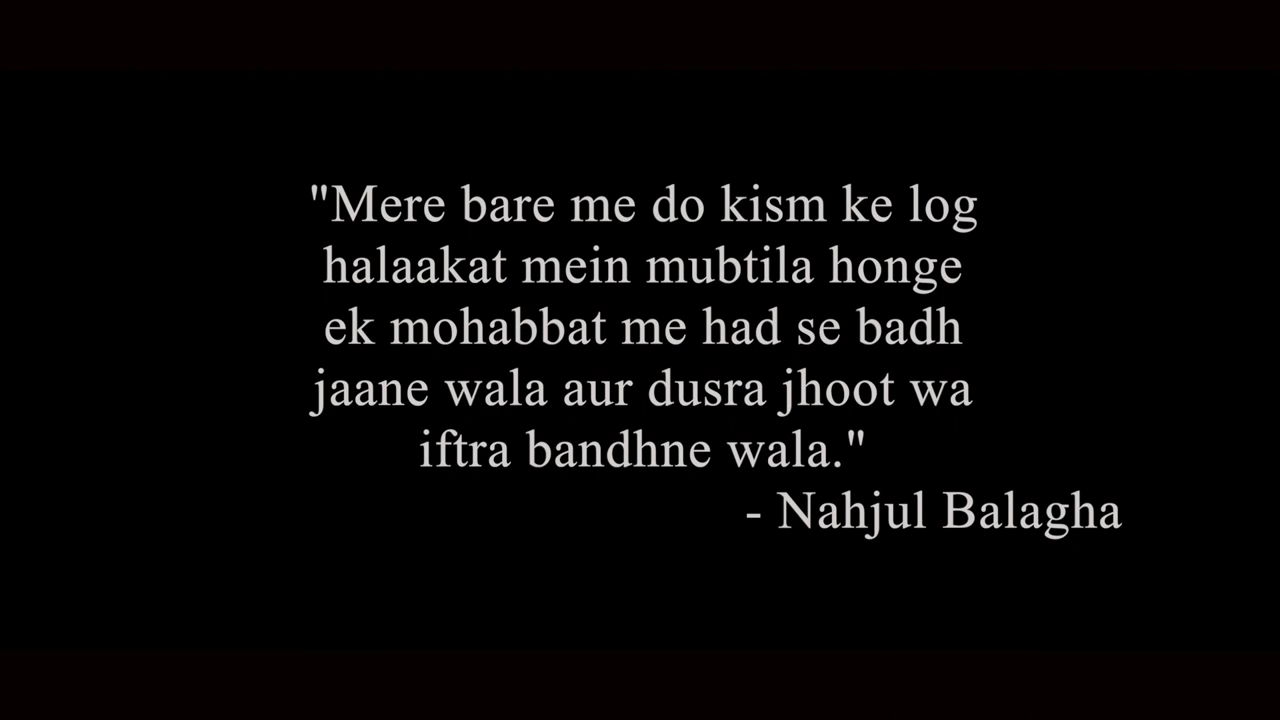 "Mere bare me do kism ke log
halaakat mein mubtila honge
ek mohabbat me had se badh
jaane wala aur dusra jhoot wa
iftra bandhne wala."
- Nahjul Balagha